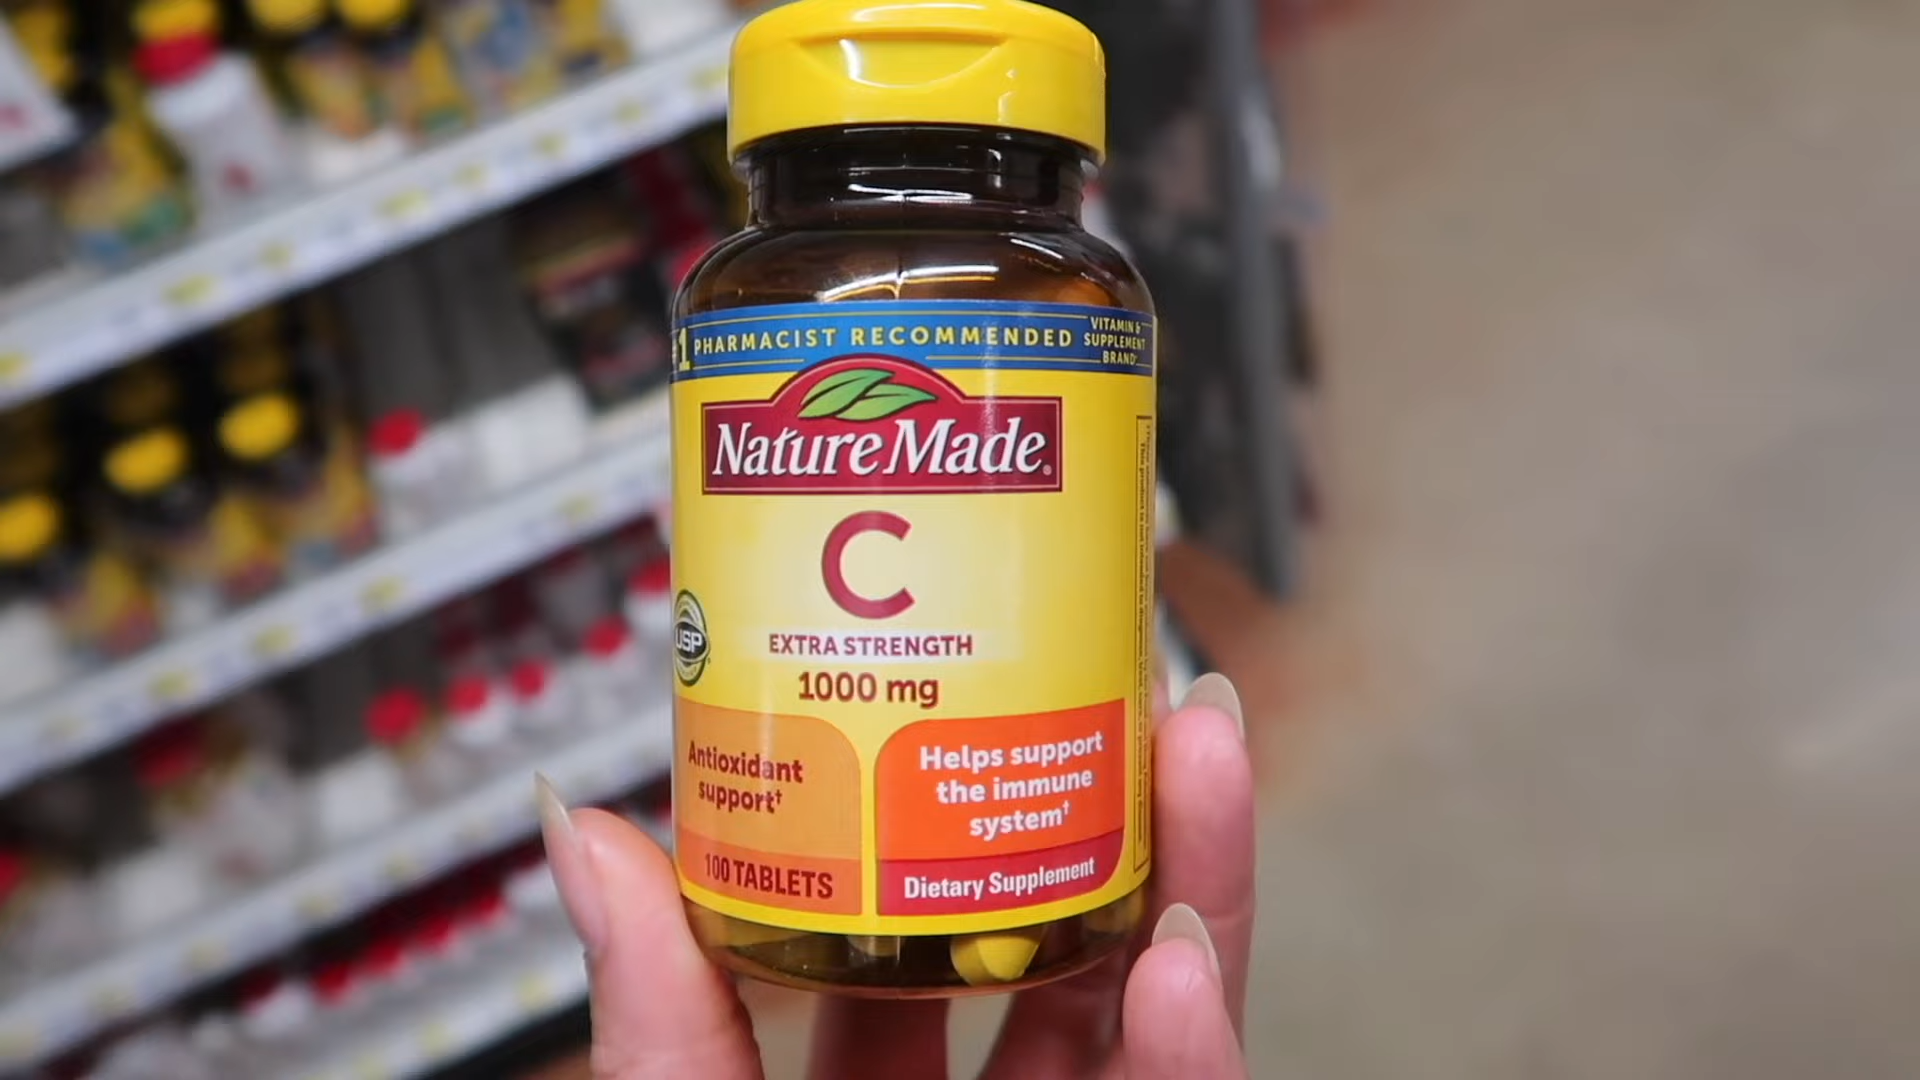 #1 PHARMACIST RECOMMENDED
VITAMIN &
SUPPLEMENT
BRAND*
Nature Made®
C
USP
EXTRA STRENGTH
1000 mg
Antioxidant
support†
Helps support
the immune
system†
100 TABLETS
Dietary Supplement